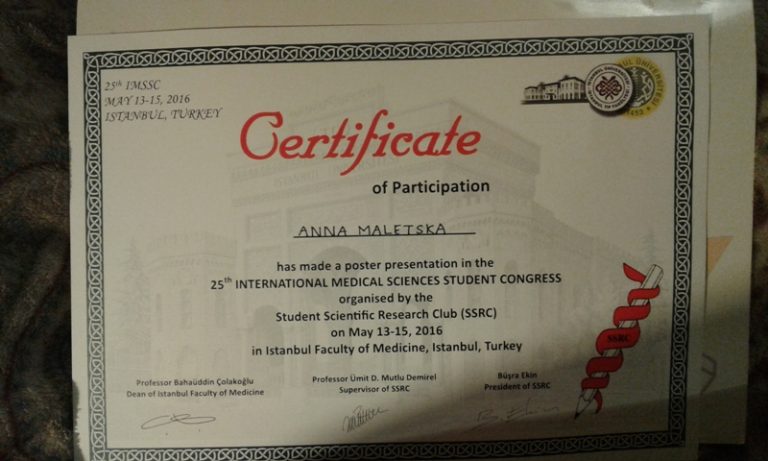 25th IMSSC
MAY 13-15, 2016
ISTANBUL, TURKEY
Certificate
of Participation
ANNA MALETSKA
has made a poster presentation in the
25th INTERNATIONAL MEDICAL SCIENCES STUDENT CONGRESS
organised by the
Student Scientific Research Club (SSRC)
on May 13-15, 2016
in Istanbul Faculty of Medicine, Istanbul, Turkey
SSRC
Professor Bahaüddin Çolakoğlu
Dean of Istanbul Faculty of Medicine
Professor Ümit D. Mutlu Demirel
Supervisor of SSRC
Büşra Ekin
President of SSRC
B. Ekin